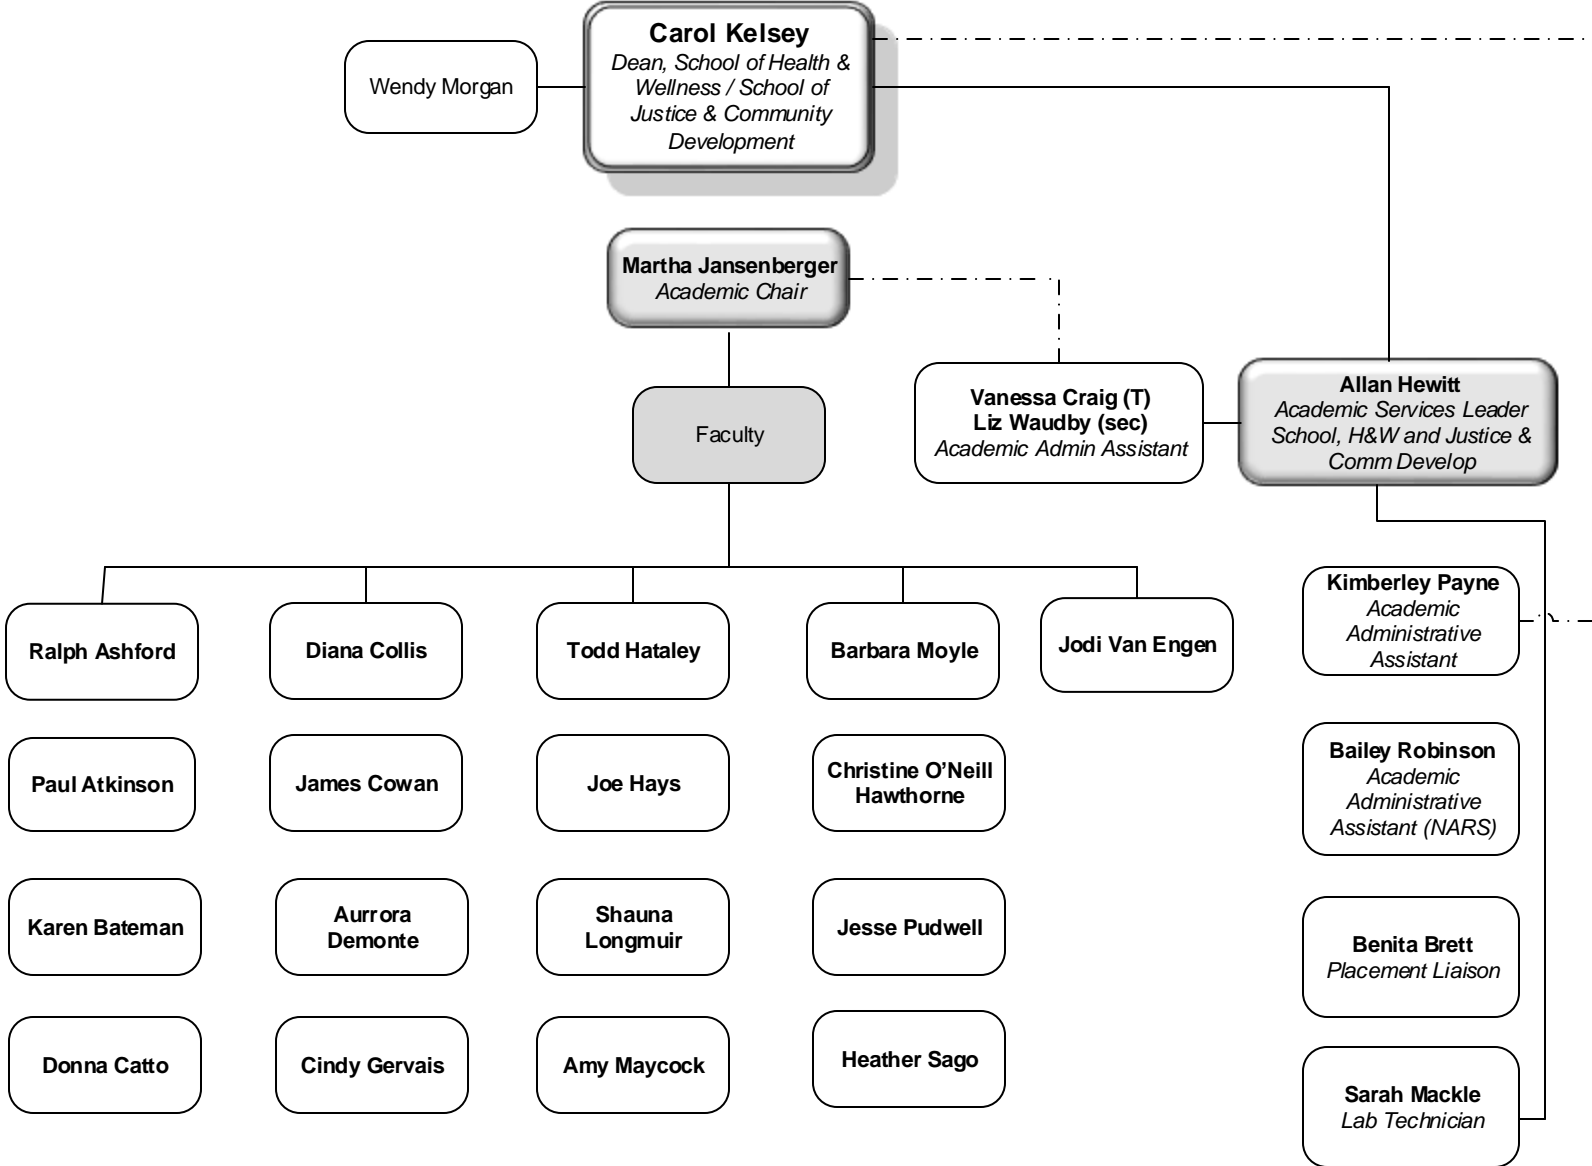 Carol Kelsey
Dean, School of Health &
Wellness / School of
Justice & Community
Development
Wendy Morgan
Martha Jansenberger
Academic Chair
Faculty
Vanessa Craig (T)
Liz Waudby (sec)
Academic Admin Assistant
Allan Hewitt
Academic Services Leader
School, H&W and Justice &
Comm Develop
Ralph Ashford
Diana Collis
Todd Hataley
Barbara Moyle
Jodi Van Engen
Kimberley Payne
Academic
Administrative
Assistant
Paul Atkinson
James Cowan
Joe Hays
Christine O’Neill
Hawthorne
Bailey Robinson
Academic
Administrative
Assistant (NARS)
Karen Bateman
Aurrora
Demonte
Shauna
Longmuir
Jesse Pudwell
Benita Brett
Placement Liaison
Donna Catto
Cindy Gervais
Amy Maycock
Heather Sago
Sarah Mackle
Lab Technician